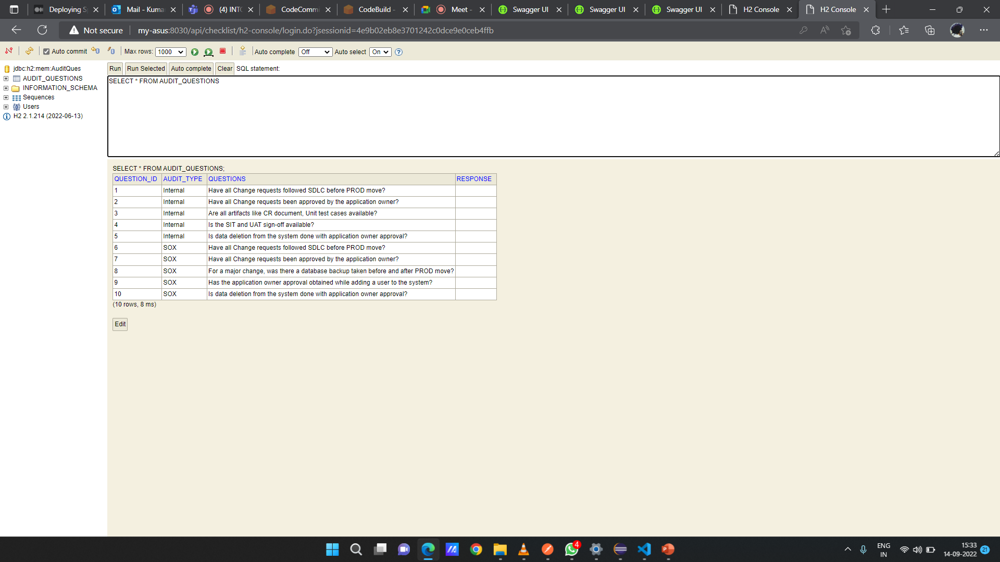 Deploying S
Mail - Kuma
(4) INTC
CodeCommi
CodeBuild -
Meet -
Swagger UI
Swagger UI
Swagger UI
H2 Console
H2 Console
Not secure
my-asus:8030/api/checklist/h2-console/login.do?jsessionid=4e9b02eb8e3701242c0dce9e0ceb4ffb
Auto commit
Max rows: 1000
Auto complete Off
Auto select On
jdbc:h2:mem:AuditQues
AUDIT_QUESTIONS
INFORMATION_SCHEMA
Sequences
Users
H2 2.1.214 (2022-06-13)
Run Run Selected Auto complete Clear SQL statement:
SELECT * FROM AUDIT_QUESTIONS
SELECT * FROM AUDIT_QUESTIONS;
QUESTION_ID AUDIT_TYPE QUESTIONS RESPONSE
1 Internal Have all Change requests followed SDLC before PROD move?
2 Internal Have all Change requests been approved by the application owner?
3 Internal Are all artifacts like CR document, Unit test cases available?
4 Internal Is the SIT and UAT sign-off available?
5 Internal Is data deletion from the system done with application owner approval?
6 SOX Have all Change requests followed SDLC before PROD move?
7 SOX Have all Change requests been approved by the application owner?
8 SOX For a major change, was there a database backup taken before and after PROD move?
9 SOX Has the application owner approval obtained while adding a user to the system?
10 SOX Is data deletion from the system done with application owner approval?
(10 rows, 8 ms)
Edit
4
ENG
IN
15:33
14-09-2022
21